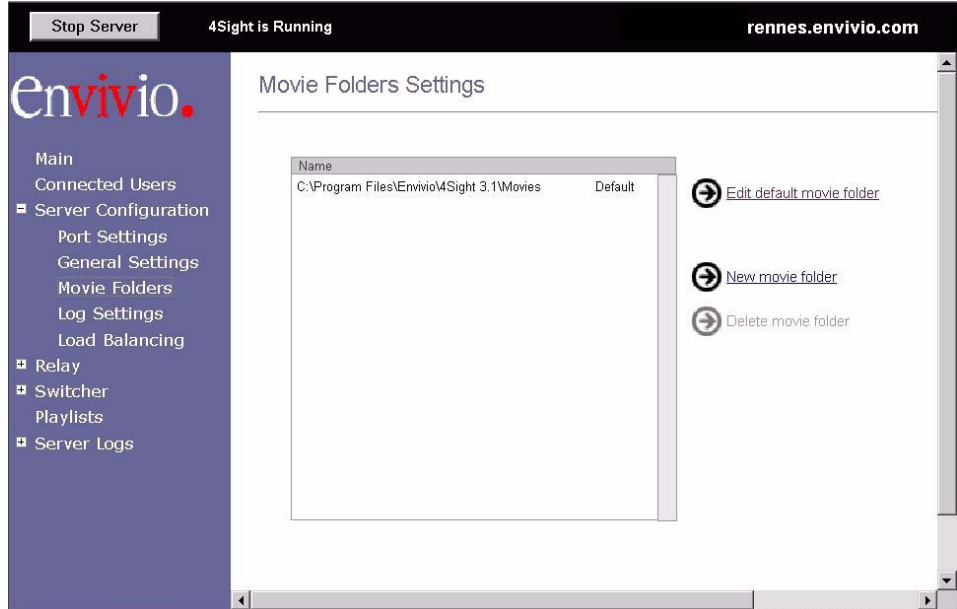 Stop Server
4Sight is Running
rennes.envivio.com
envivio.
Main
Connected Users
Server Configuration
Port Settings
General Settings
Movie Folders
Log Settings
Load Balancing
Relay
Switcher
Playlists
Server Logs
Movie Folders Settings
Name
C:\Program Files\Envivio\4Sight 3.1\Movies Default
Edit default movie folder
New movie folder
Delete movie folder